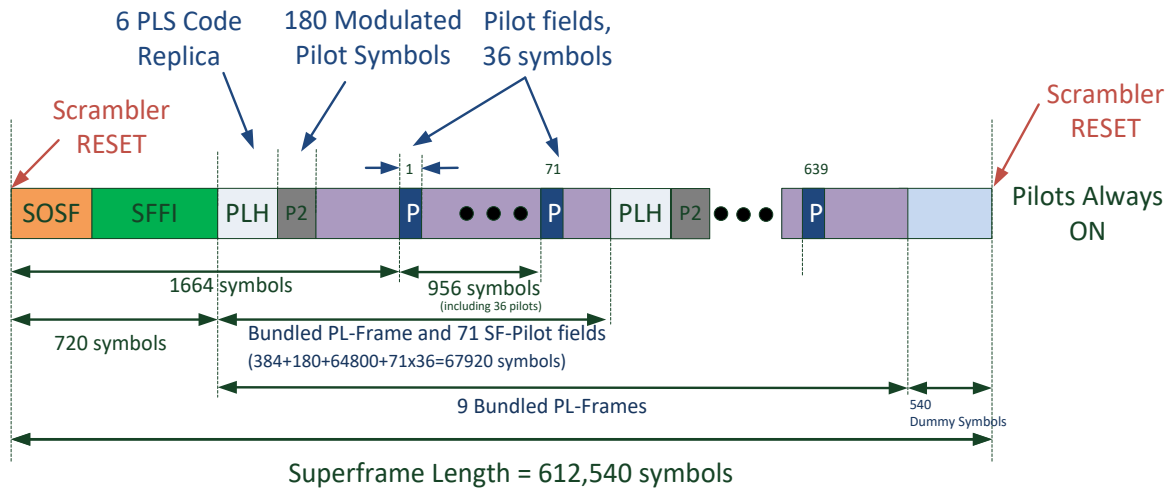 6 PLS Code
Replica
180 Modulated
Pilot Symbols
Pilot fields,
36 symbols
Scrambler
RESET
Scrambler
RESET
1
71
639
SOSF
SFFI
PLH
P2
P
P
PLH
P2
P
Pilots Always
ON
1664 symbols
956 symbols
(including 36 pilots)
720 symbols
Bundled PL-Frame and 71 SF-Pilot fields
(384+180+64800+71x36=67920 symbols)
9 Bundled PL-Frames
540
Dummy Symbols
Superframe Length = 612,540 symbols